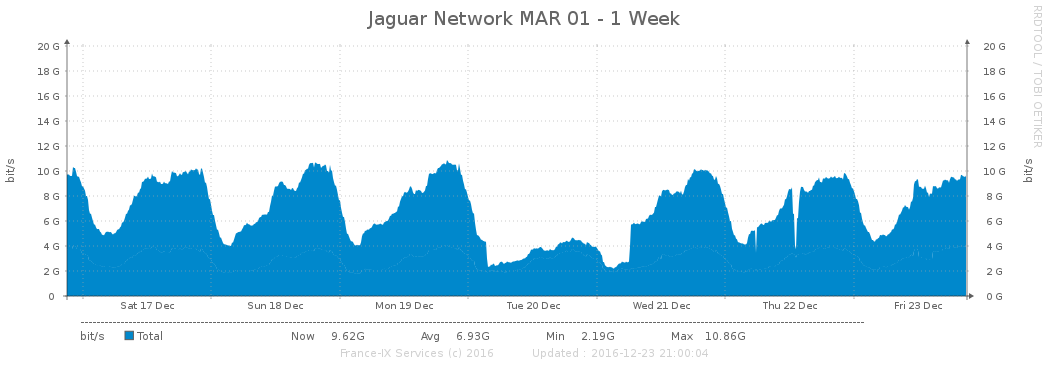 Jaguar Network MAR 01 - 1 Week
RRDTOOL / TOBI OETIKER
bit/s
20 G 20 G
18 G 18 G
16 G 16 G
14 G 14 G
12 G 12 G
10 G 10 G
8 G 8 G
6 G 6 G
4 G 4 G
2 G 2 G
0 0 G
bit/s
Sat 17 Dec Sun 18 Dec Mon 19 Dec Tue 20 Dec Wed 21 Dec Thu 22 Dec Fri 23 Dec
bit/s Total Now 9.62G Avg 6.93G Min 2.19G Max 10.86G
France-IX Services (c) 2016 Updated : 2016-12-23 21:00:04